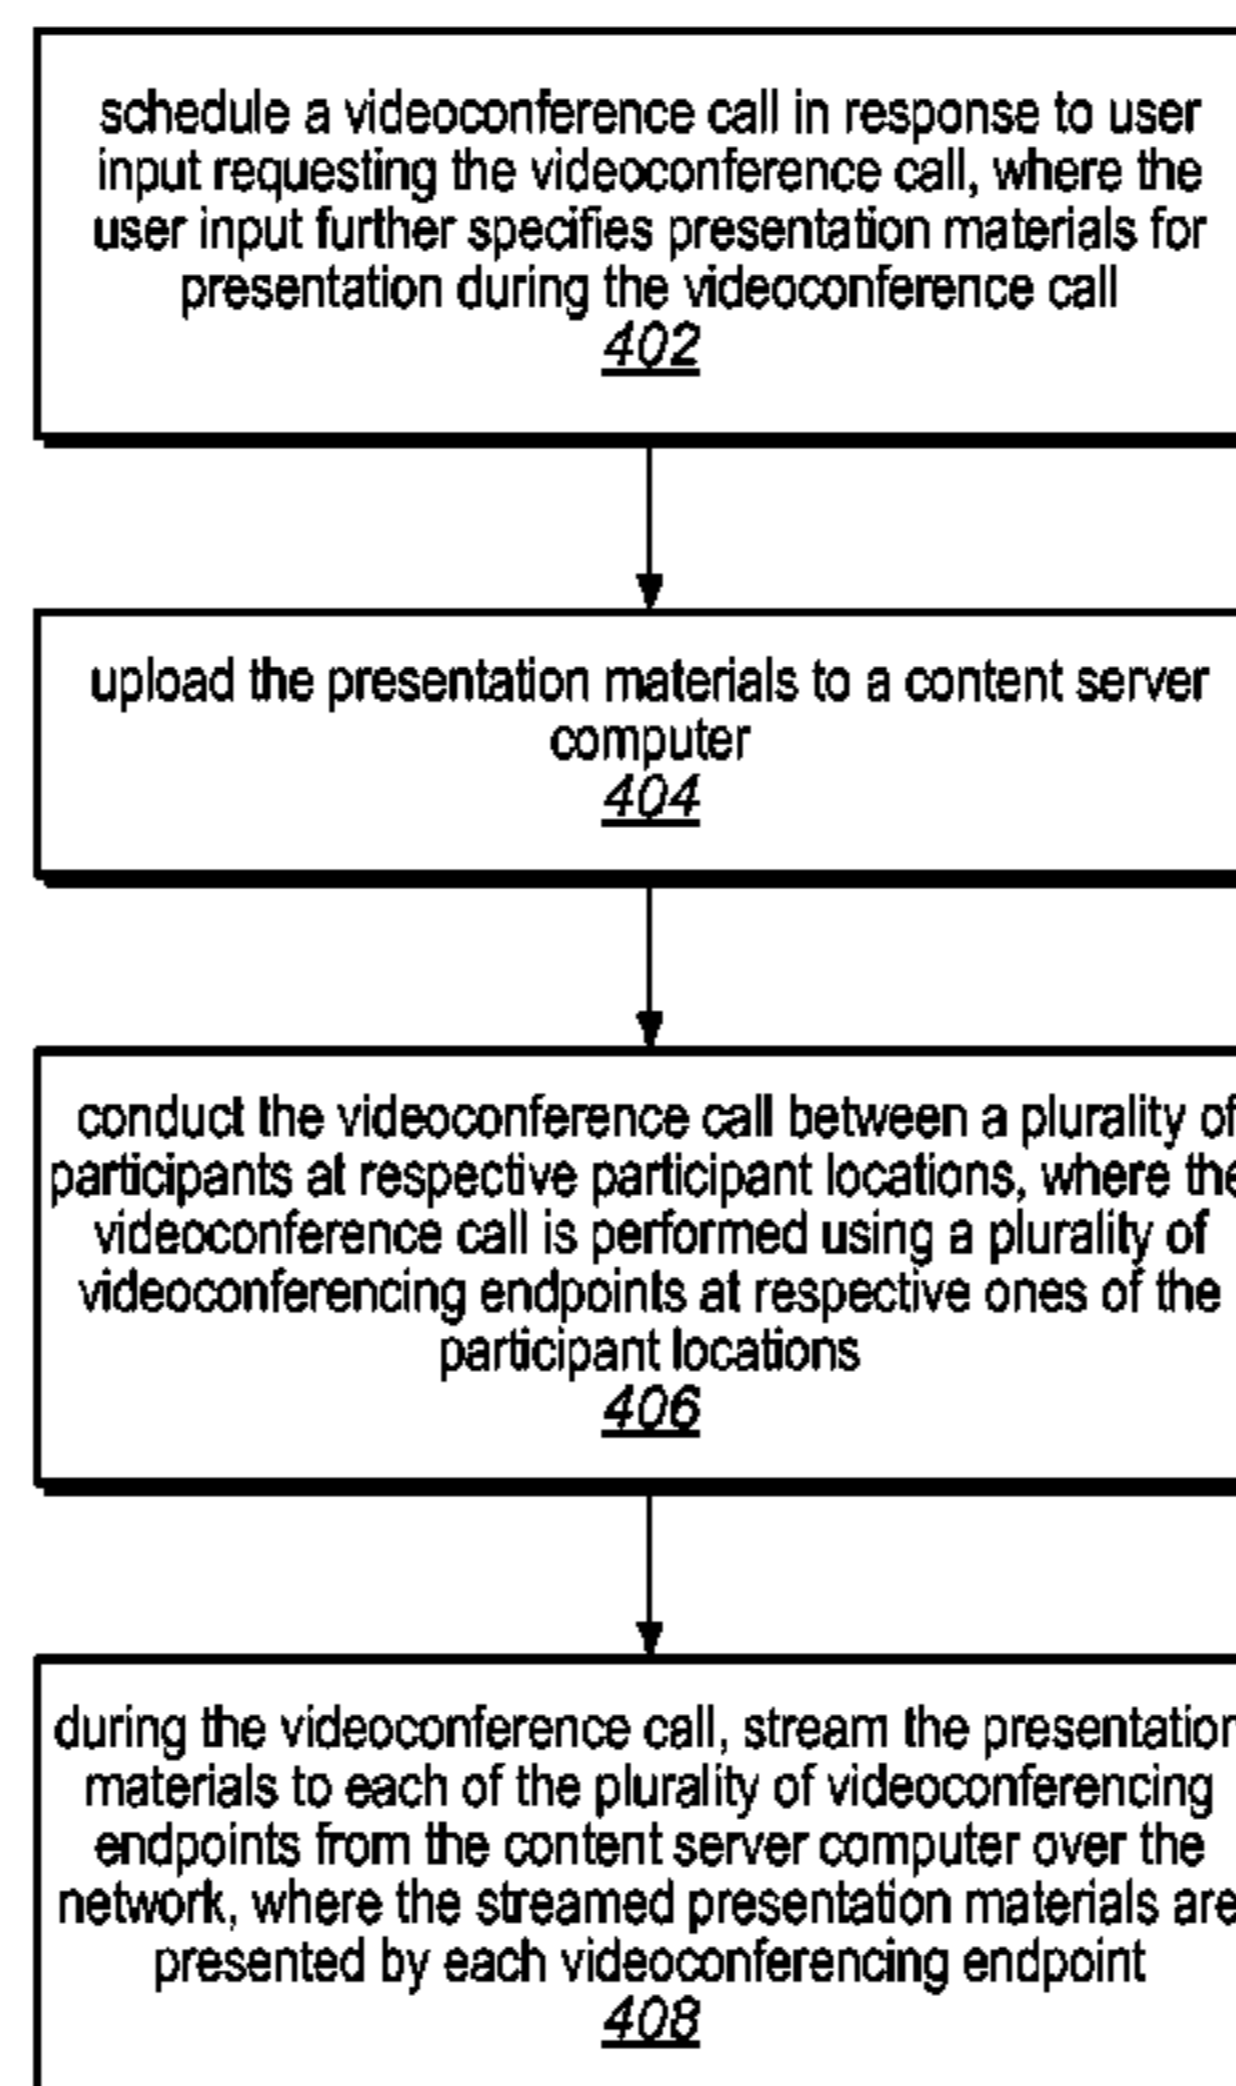 schedule a videoconference call in response to user
input requesting the videoconference call, where the
user input further specifies presentation materials for
presentation during the videoconference call
402
upload the presentation materials to a content server
computer
404
conduct the videoconference call between a plurality of
participants at respective participant locations, where the
videoconference call is performed using a plurality of
videoconferencing endpoints at respective ones of the
participant locations
406
during the videoconference call, stream the presentation
materials to each of the plurality of videoconferencing
endpoints from the content server computer over the
network, where the streamed presentation materials are
presented by each videoconferencing endpoint
408